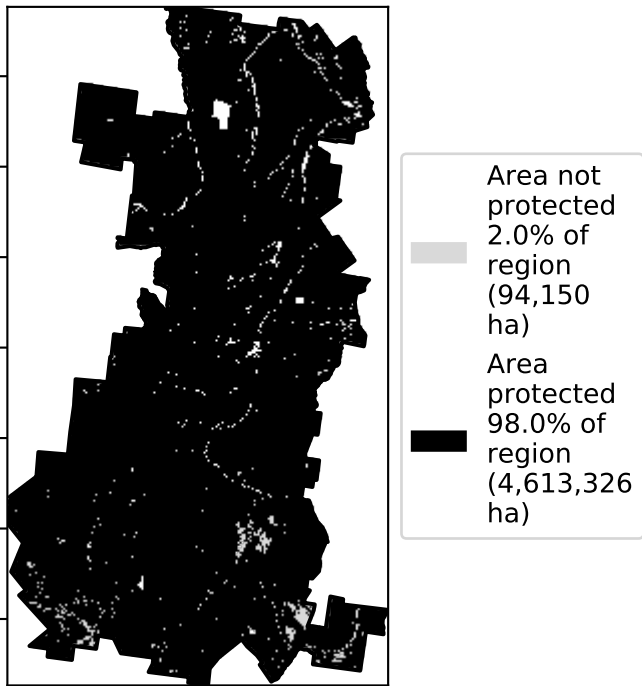 Area not
protected
2.0% of
region
(94,150
ha)
Area
protected
98.0% of
region
(4,613,326
ha)